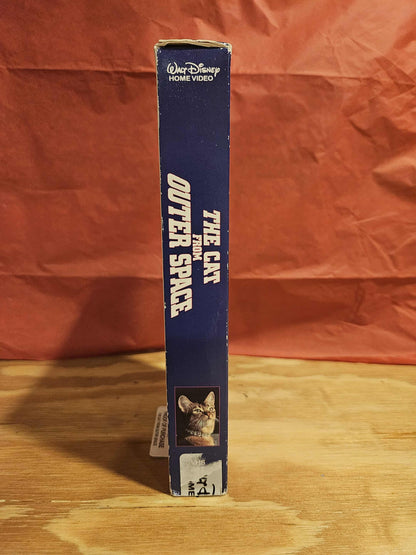 Walt Disney
HOME VIDEO
THE CAT
FROM
OUTER SPACE